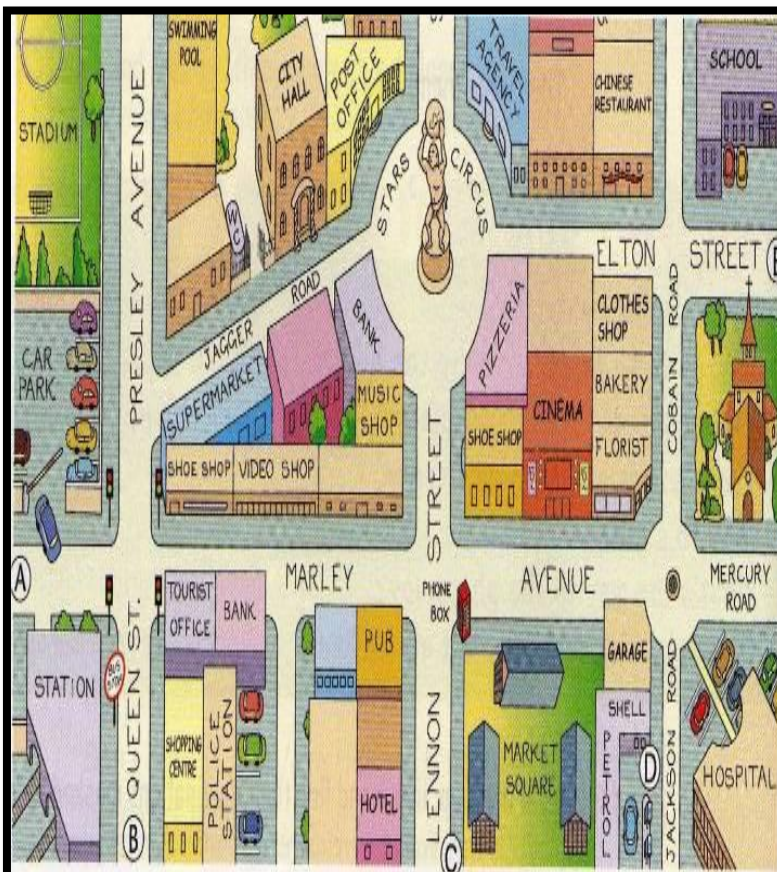 SWIMMING
POOL
CITY
HALL
POST
OFFICE
TRAVEL
AGENCY
CHINESE
RESTAURANT
SCHOOL
STADIUM
PRESLEY AVENUE
WC
STARS CIRCUS
ELTON STREET
E
JAGGER ROAD
BANK
PIZZERIA
CLOTHES
SHOP
COBAIN ROAD
CAR
PARK
SUPERMARKET
MUSIC
SHOP
CINEMA
BAKERY
SHOE SHOP
FLORIST
SHOE SHOP
VIDEO SHOP
A
MARLEY AVENUE
MERCURY
ROAD
PHONE
BOX
TOURIST
OFFICE
BANK
PUB
GARAGE
STATION
BUS
STOP
QUEEN ST.
SHOPPING
CENTRE
POLICE
STATION
HOTEL
LENNON STREET
MARKET
SQUARE
SHELL
PETROL
JACKSON ROAD
HOSPITAL
B
C
D